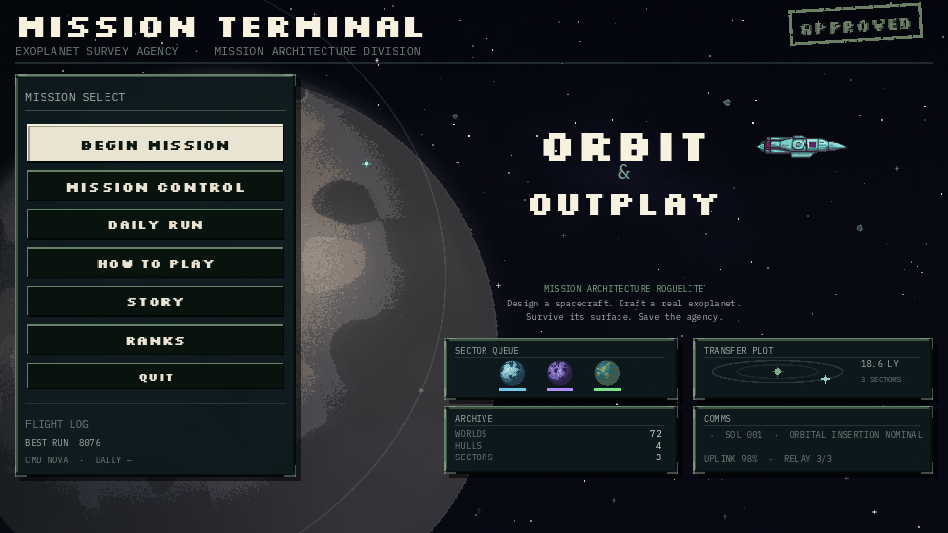 MISSION TERMINAL
EXOPLANET SURVEY AGENCY · MISSION ARCHITECTURE DIVISION
APPROVED
MISSION SELECT
BEGIN MISSION
MISSION CONTROL
DAILY RUN
HOW TO PLAY
STORY
RANKS
QUIT
FLIGHT LOG
BEST RUN 8076
CMD NOVA · DAILY —
ORBIT
&
OUTPLAY
MISSION ARCHITECTURE ROGUELITE
Design a spacecraft. Draft a real exoplanet.
Survive its surface. Save the agency.
SECTOR QUEUE
TRANSFER PLOT
18.6 LY
3 SECTORS
ARCHIVE
WORLDS 72
HULLS 4
SECTORS 3
COMMS
· SOL 001 · ORBITAL INSERTION NOMINAL
UPLINK 98% · RELAY 3/3